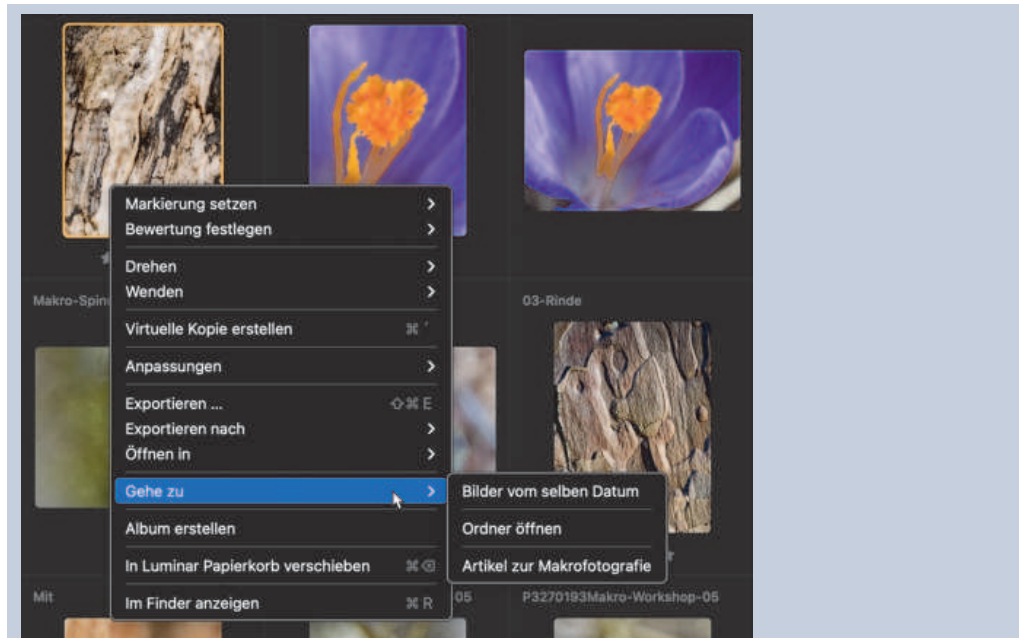 Markierung setzen
Bewertung festlegen
Drehen
Wenden
Makro-Spin
03-Rinde
Virtuelle Kopie erstellen ⌘ ´
Anpassungen
Exportieren ... ⇧⌘ E
Exportieren nach
Öffnen in
Gehe zu
Bilder vom selben Datum
Album erstellen
Ordner öffnen
In Luminar Papierkorb verschieben ⌘⌫
Artikel zur Makrofotografie
Mit
Im Finder anzeigen ⌘ R
05
P3270193Makro-Workshop-05